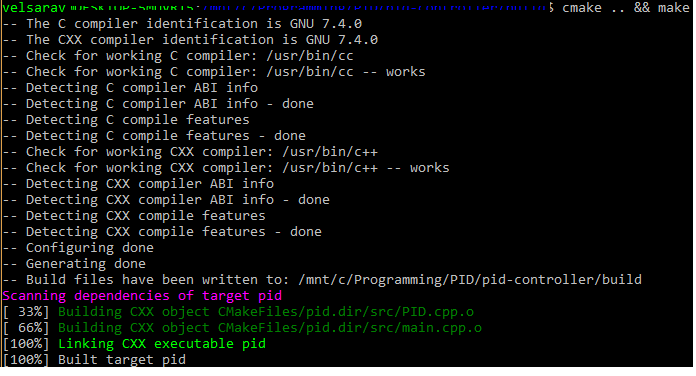 velsarav $ cmake .. && make
-- The C compiler identification is GNU 7.4.0
-- The CXX compiler identification is GNU 7.4.0
-- Check for working C compiler: /usr/bin/cc
-- Check for working C compiler: /usr/bin/cc -- works
-- Detecting C compiler ABI info
-- Detecting C compiler ABI info - done
-- Detecting C compile features
-- Detecting C compile features - done
-- Check for working CXX compiler: /usr/bin/c++
-- Check for working CXX compiler: /usr/bin/c++ -- works
-- Detecting CXX compiler ABI info
-- Detecting CXX compiler ABI info - done
-- Detecting CXX compile features
-- Detecting CXX compile features - done
-- Configuring done
-- Generating done
-- Build files have been written to: /mnt/c/Programming/PID/pid-controller/build
Scanning dependencies of target pid
[ 33%] Building CXX object CMakeFiles/pid.dir/src/PID.cpp.o
[ 66%] Building CXX object CMakeFiles/pid.dir/src/main.cpp.o
[100%] Linking CXX executable pid
[100%] Built target pid